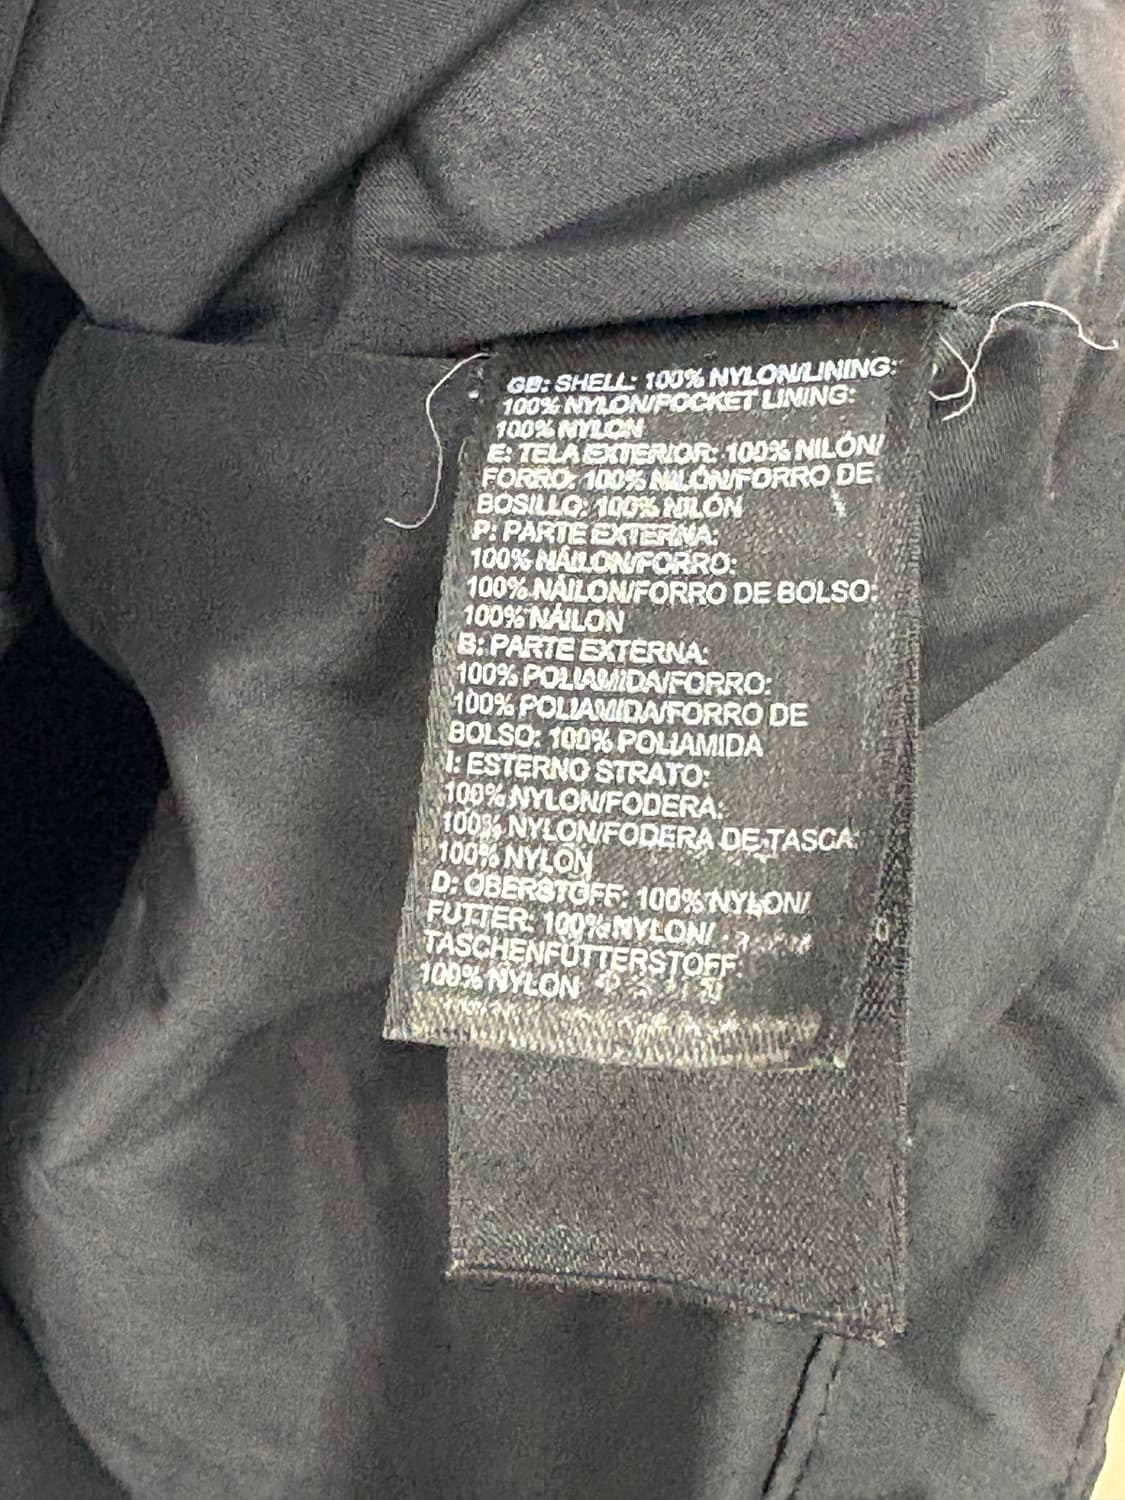 GB: SHELL: 100% NYLON/LINING:
100% NYLON/POCKET LINING:
100% NYLON
E: TELA EXTERIOR: 100% NILÓN/
FORRO: 100% NILÓN/FORRO DE
BOSILLO: 100% NILÓN
P: PARTE EXTERNA:
100% NÁILON/FORRO:
100% NÁILON/FORRO DE BOLSO:
100% NÁILON
B: PARTE EXTERNA:
100% POLIAMIDA/FORRO:
100% POLIAMIDA/FORRO DE
BOLSO: 100% POLIAMIDA
I: ESTERNO STRATO:
100% NYLON/FODERA:
100% NYLON/FODERA DE TASCA:
100% NYLON
D: OBERSTOFF: 100% NYLON/
FUTTER: 100% NYLON/
TASCHENFUTTERSTOFF:
100% NYLON